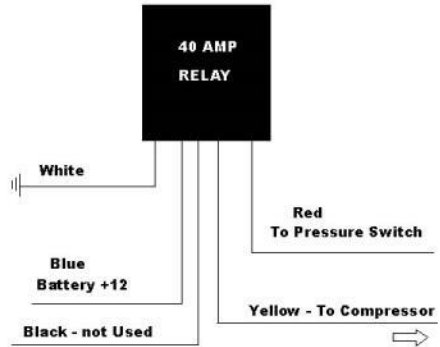 40 AMP
RELAY
White
Red
To Pressure Switch
Blue
Battery +12
Yellow - To Compressor
Black - not Used